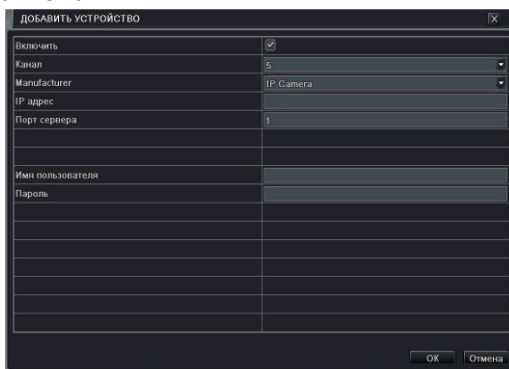 ДОБАВИТЬ УСТРОЙСТВО
Включить
Канал 5
Manufacturer IP Camera
IP адрес
Порт сервера 1
Имя пользователя
Пароль
OK Отмена